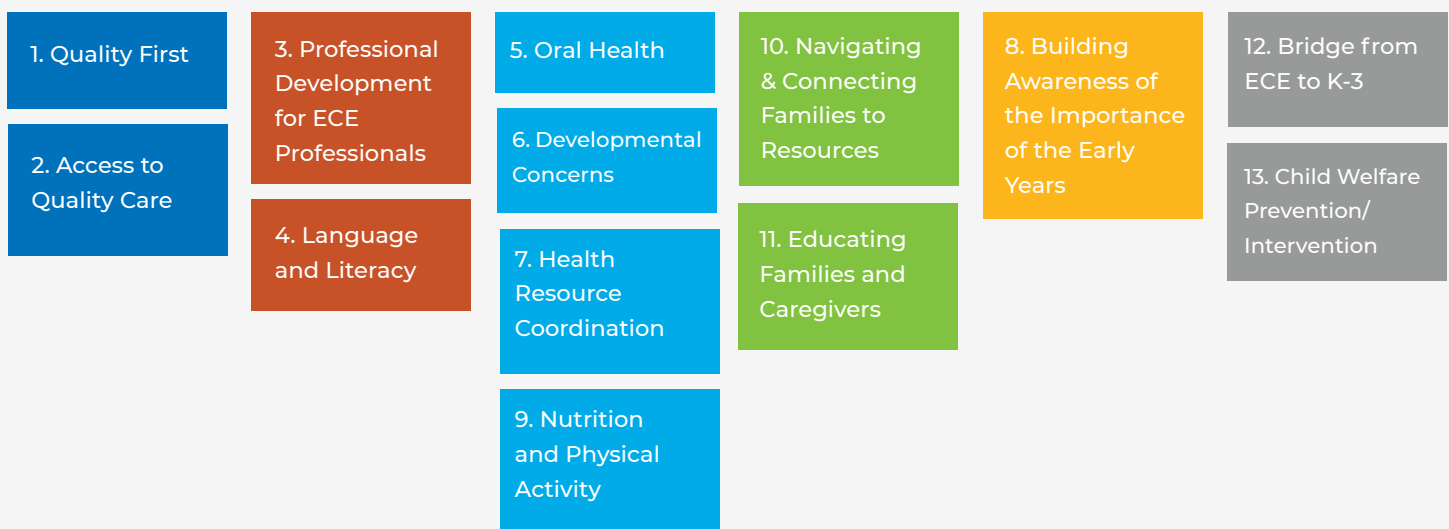 1. Quality First
2. Access to
Quality Care
3. Professional
Development
for ECE
Professionals
4. Language
and Literacy
5. Oral Health
6. Developmental
Concerns
7. Health
Resource
Coordination
9. Nutrition
and Physical
Activity
10. Navigating
& Connecting
Families to
Resources
11. Educating
Families and
Caregivers
8. Building
Awareness of
the Importance
of the Early
Years
12. Bridge from
ECE to K-3
13. Child Welfare
Prevention/
Intervention